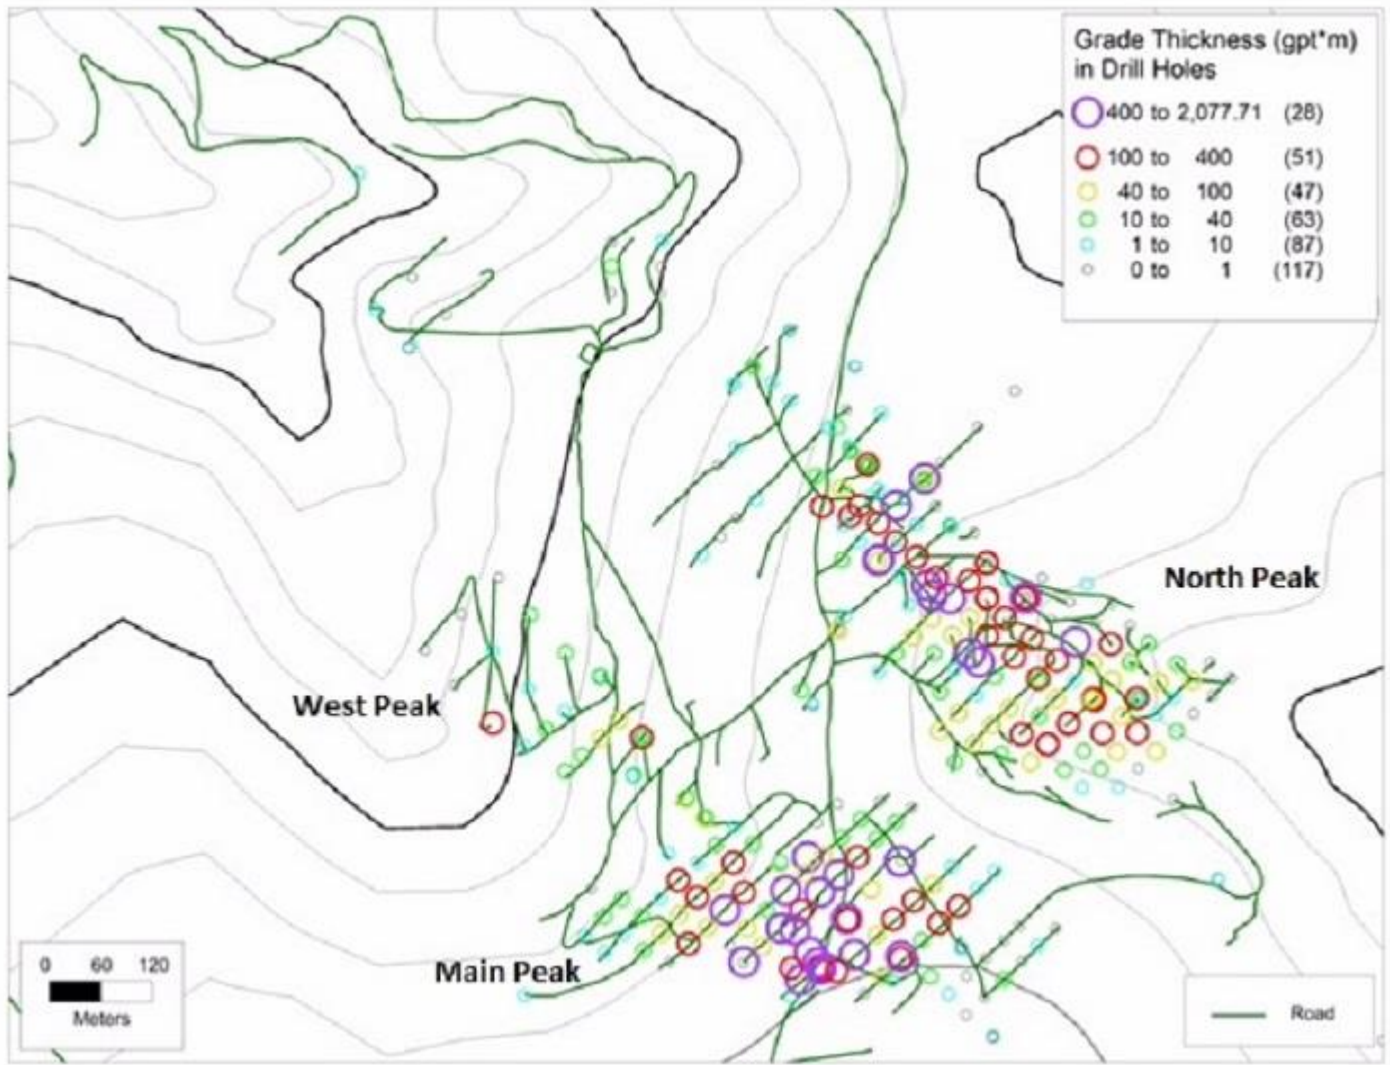 Grade Thickness (gpt*m)
in Drill Holes
400 to 2,077.71 (28)
100 to 400 (51)
40 to 100 (47)
10 to 40 (63)
1 to 10 (87)
0 to 1 (117)
North Peak
West Peak
Main Peak
0 60 120
Meters
Road